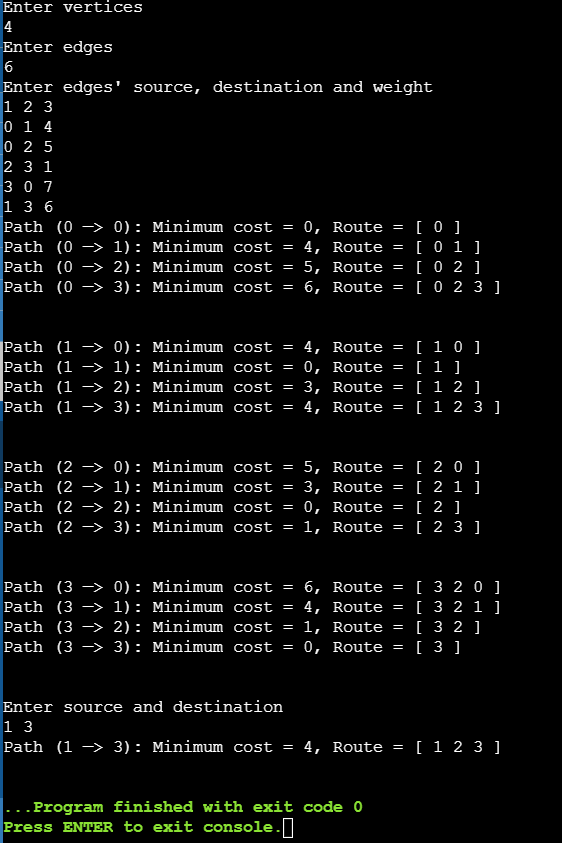 Enter vertices
4
Enter edges
6
Enter edges' source, destination and weight
1 2 3
0 1 4
0 2 5
2 3 1
3 0 7
1 3 6
Path (0 —> 0): Minimum cost = 0, Route = [ 0 ]
Path (0 —> 1): Minimum cost = 4, Route = [ 0 1 ]
Path (0 —> 2): Minimum cost = 5, Route = [ 0 2 ]
Path (0 —> 3): Minimum cost = 6, Route = [ 0 2 3 ]
Path (1 —> 0): Minimum cost = 4, Route = [ 1 0 ]
Path (1 —> 1): Minimum cost = 0, Route = [ 1 ]
Path (1 —> 2): Minimum cost = 3, Route = [ 1 2 ]
Path (1 —> 3): Minimum cost = 4, Route = [ 1 2 3 ]
Path (2 —> 0): Minimum cost = 5, Route = [ 2 0 ]
Path (2 —> 1): Minimum cost = 3, Route = [ 2 1 ]
Path (2 —> 2): Minimum cost = 0, Route = [ 2 ]
Path (2 —> 3): Minimum cost = 1, Route = [ 2 3 ]
Path (3 —> 0): Minimum cost = 6, Route = [ 3 2 0 ]
Path (3 —> 1): Minimum cost = 4, Route = [ 3 2 1 ]
Path (3 —> 2): Minimum cost = 1, Route = [ 3 2 ]
Path (3 —> 3): Minimum cost = 0, Route = [ 3 ]
Enter source and destination
1 3
Path (1 —> 3): Minimum cost = 4, Route = [ 1 2 3 ]
...Program finished with exit code 0
Press ENTER to exit console.